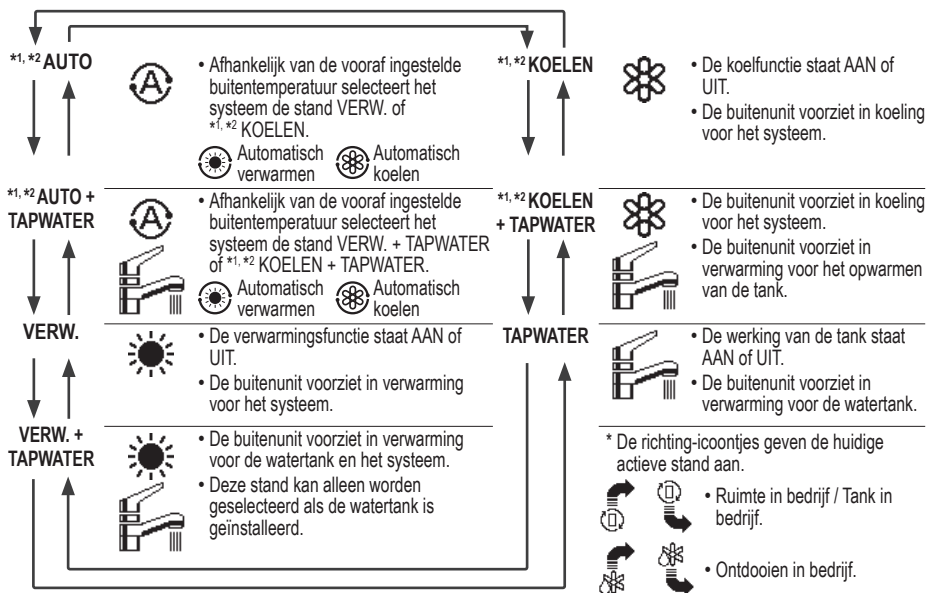 *1, *2 AUTO
• Afhankelijk van de vooraf ingestelde
buitentemperatuur selecteert het
systeem de stand VERW. of
*1, *2 KOELEN.
Automatisch
verwarmen
Automatisch
koelen
*1, *2 AUTO +
TAPWATER
• Afhankelijk van de vooraf ingestelde
buitentemperatuur selecteert het
systeem de stand VERW. + TAPWATER
of *1, *2 KOELEN + TAPWATER.
Automatisch
verwarmen
Automatisch
koelen
VERW.
• De verwarmingsfunctie staat AAN of
UIT.
• De buitenunit voorziet in verwarming
voor het systeem.
VERW. +
TAPWATER
• De buitenunit voorziet in verwarming
voor de watertank en het systeem.
• Deze stand kan alleen worden
geselecteerd als de watertank is
geïnstalleerd.
*1, *2 KOELEN
• De koelfunctie staat AAN of
UIT.
• De buitenunit voorziet in koeling
voor het systeem.
*1, *2 KOELEN
+ TAPWATER
• De buitenunit voorziet in koeling
voor het systeem.
• De buitenunit voorziet in
verwarming voor het opwarmen
van de tank.
TAPWATER
• De werking van de tank staat
AAN of UIT.
• De buitenunit voorziet in
verwarming voor de watertank.
* De richting-icoontjes geven de huidige
actieve stand aan.
• Ruimte in bedrijf / Tank in
bedrijf.
• Ontdooien in bedrijf.